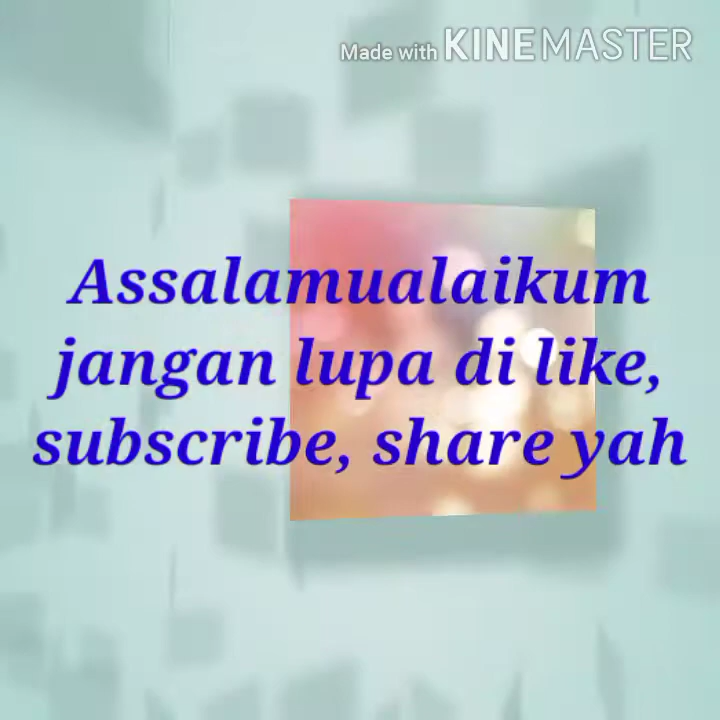 Made with KINEMASTER
Assalamualaikum
jangan lupa di like,
subscribe, share yah